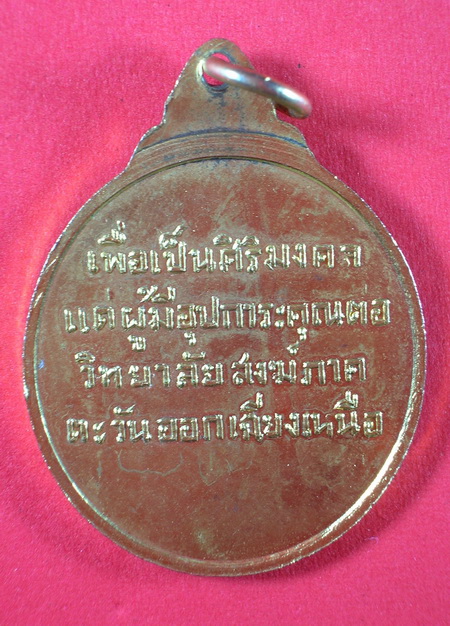 เพื่อเป็นศิริมงคล
แต่ผู้มีอุปการะคุณต่อ
วิทยาลัยสงฆ์ภาค
ตะวันออกเฉียงเหนือ